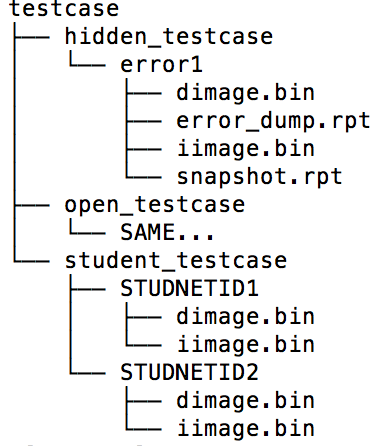 testcase
├── hidden_testcase
│   └── error1
│       ├── dimage.bin
│       ├── error_dump.rpt
│       ├── iimage.bin
│       └── snapshot.rpt
├── open_testcase
│   └── SAME...
└── student_testcase
    ├── STUDNETID1
    │   ├── dimage.bin
    │   └── iimage.bin
    └── STUDNETID2
        ├── dimage.bin
        └── iimage.bin